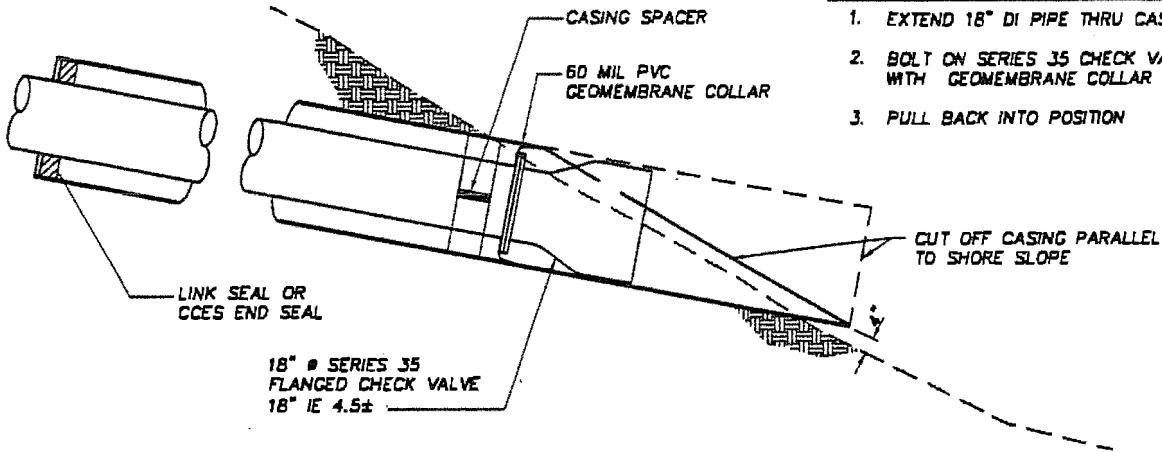 CASING SPACER
60 MIL PVC
GEOMEMBRANE COLLAR
1. EXTEND 18" DI PIPE THRU CAS
2. BOLT ON SERIES 35 CHECK VA
WITH GEOMEMBRANE COLLAR
3. PULL BACK INTO POSITION
CUT OFF CASING PARALLEL
TO SHORE SLOPE
LINK SEAL OR
CCES END SEAL
18" ø SERIES 35
FLANGED CHECK VALVE
18" IE 4.5±